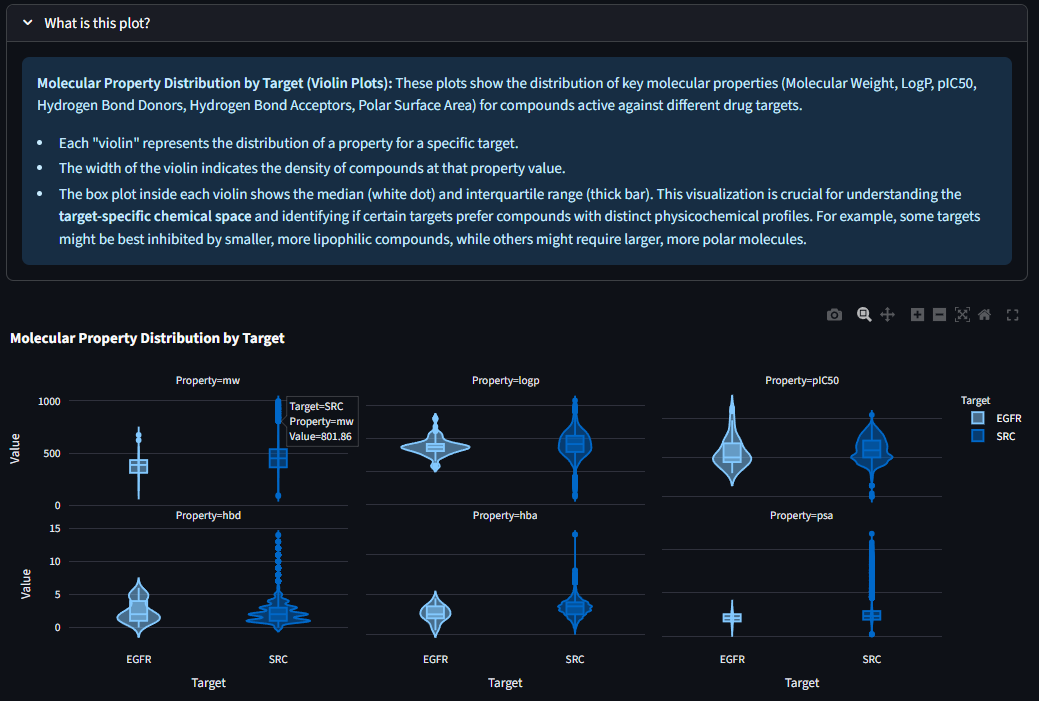 What is this plot?
Molecular Property Distribution by Target (Violin Plots): These plots show the distribution of key molecular properties (Molecular Weight, LogP, pIC50,
Hydrogen Bond Donors, Hydrogen Bond Acceptors, Polar Surface Area) for compounds active against different drug targets.
Each "violin" represents the distribution of a property for a specific target.
The width of the violin indicates the density of compounds at that property value.
The box plot inside each violin shows the median (white dot) and interquartile range (thick bar). This visualization is crucial for understanding the
target-specific chemical space and identifying if certain targets prefer compounds with distinct physicochemical profiles. For example, some targets
might be best inhibited by smaller, more lipophilic compounds, while others might require larger, more polar molecules.
Molecular Property Distribution by Target
Property=mw
Property=logp
Property=pIC50
Target
EGFR
SRC
Target=SRC
Property=mw
Value=801.86
1000
500
0
Value
Property=hbd
Property=hba
Property=psa
15
10
5
0
Value
EGFR
SRC
EGFR
SRC
EGFR
SRC
Target
Target
Target